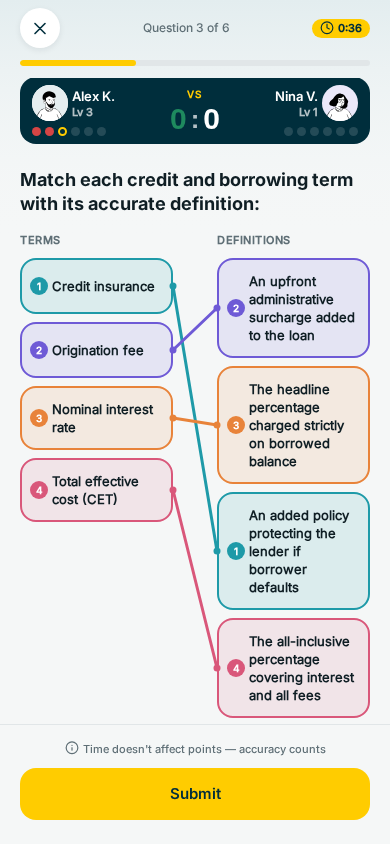 Question 3 of 6
0:36
Alex K.
Lv 3
VS
0 : 0
Nina V.
Lv 1
Match each credit and borrowing term
with its accurate definition:
TERMS
1 Credit insurance
2 Origination fee
3 Nominal interest
rate
4 Total effective
cost (CET)
DEFINITIONS
2 An upfront
administrative
surcharge added
to the loan
3 The headline
percentage
charged strictly
on borrowed
balance
1 An added policy
protecting the
lender if
borrower
defaults
4 The all-inclusive
percentage
covering interest
and all fees
Time doesn't affect points — accuracy counts
Submit